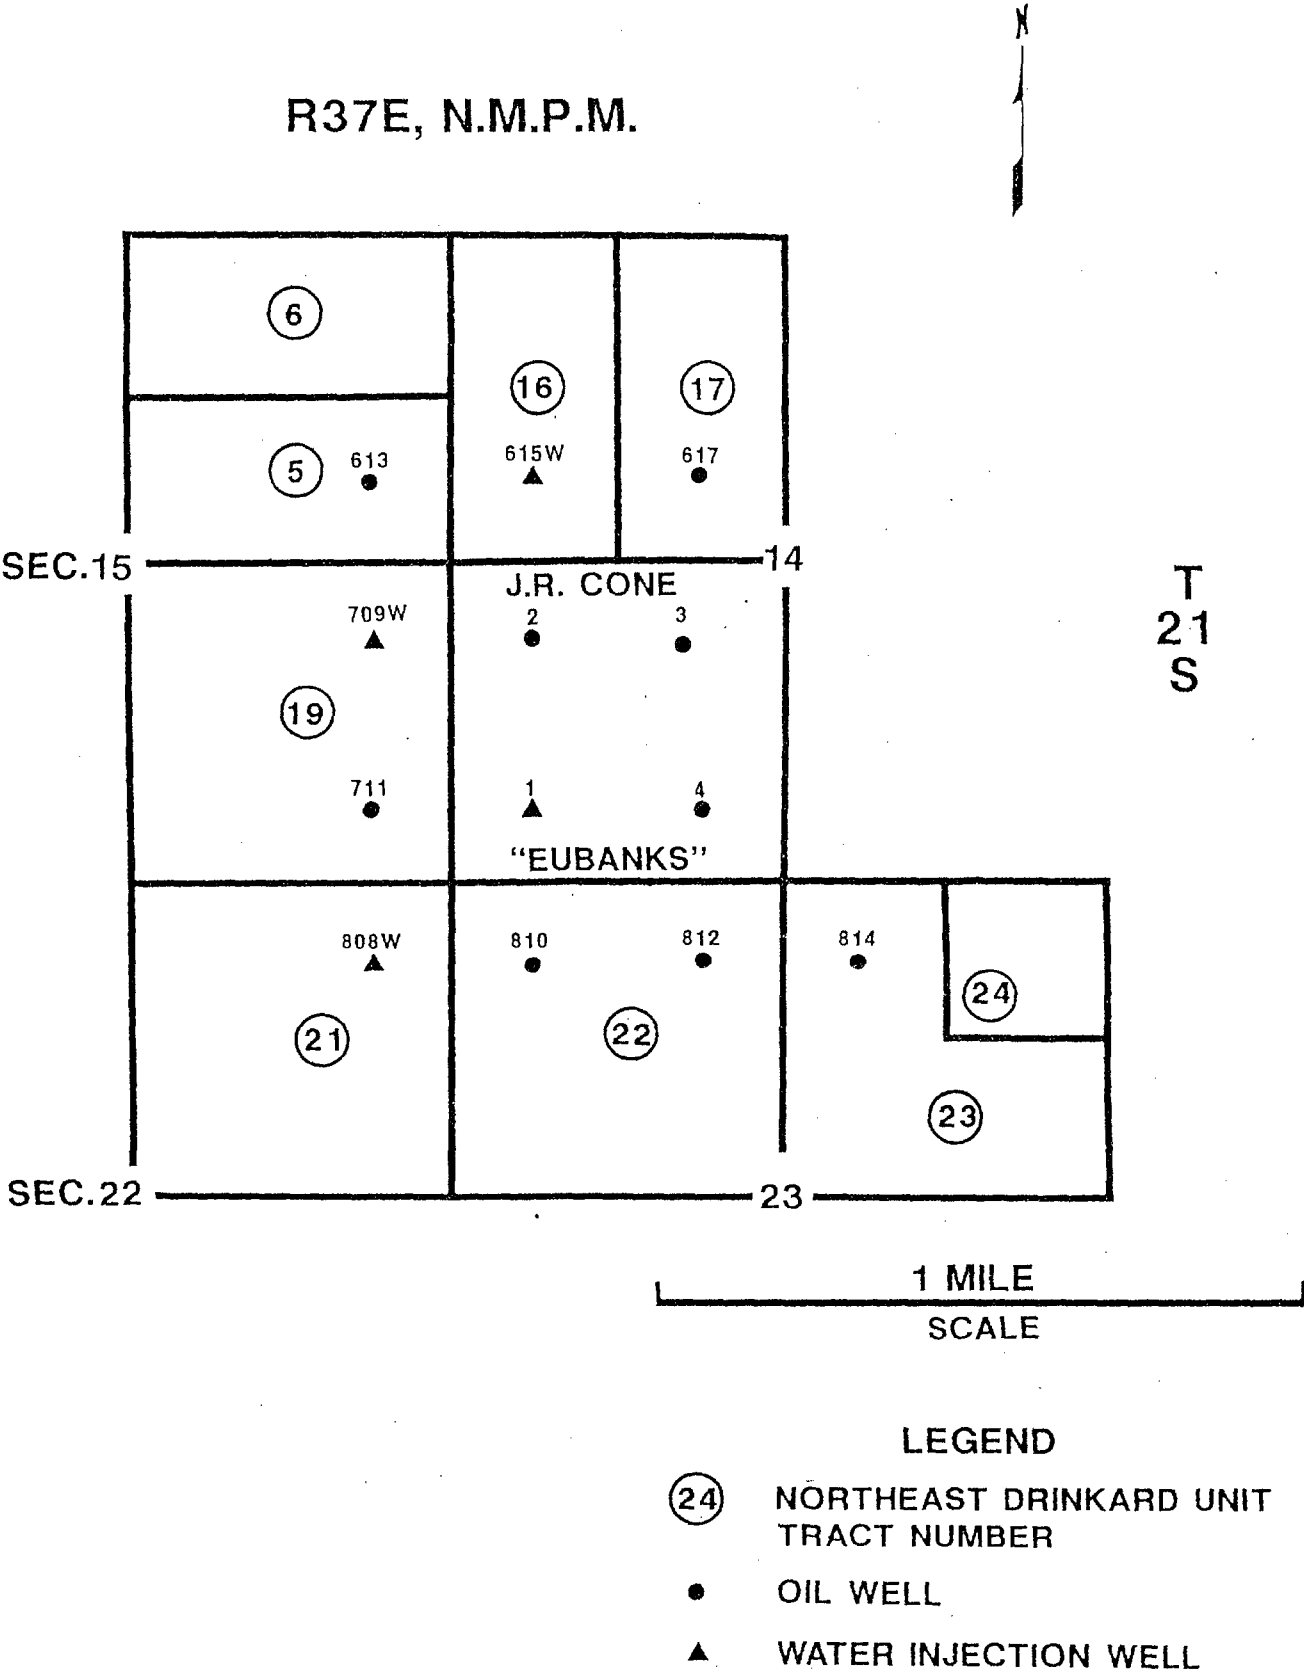 N
R37E, N.M.P.M.
6
16
17
5
613
615W
617
SEC.15
14
J.R. CONE
709W
2
3
T
21
S
19
711
1
4
"EUBANKS"
808W
810
812
814
24
21
22
23
SEC.22
23
1 MILE
SCALE
LEGEND
24 NORTHEAST DRINKARD UNIT
TRACT NUMBER
OIL WELL
WATER INJECTION WELL